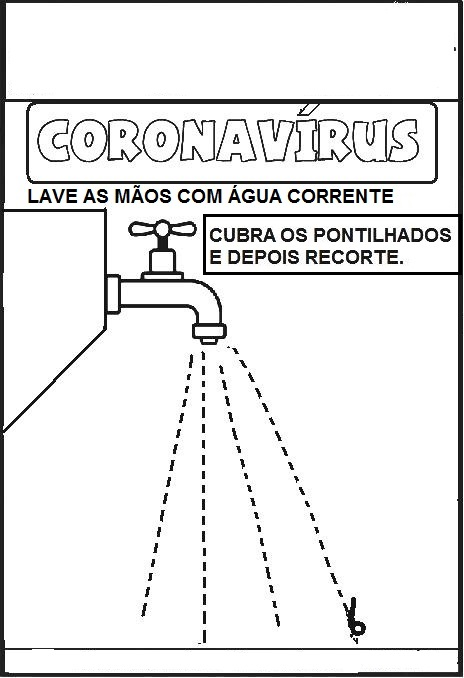 CORONAVÍRUS
LAVE AS MÃOS COM ÁGUA CORRENTE
CUBRA OS PONTILHADOS
E DEPOIS RECORTE.